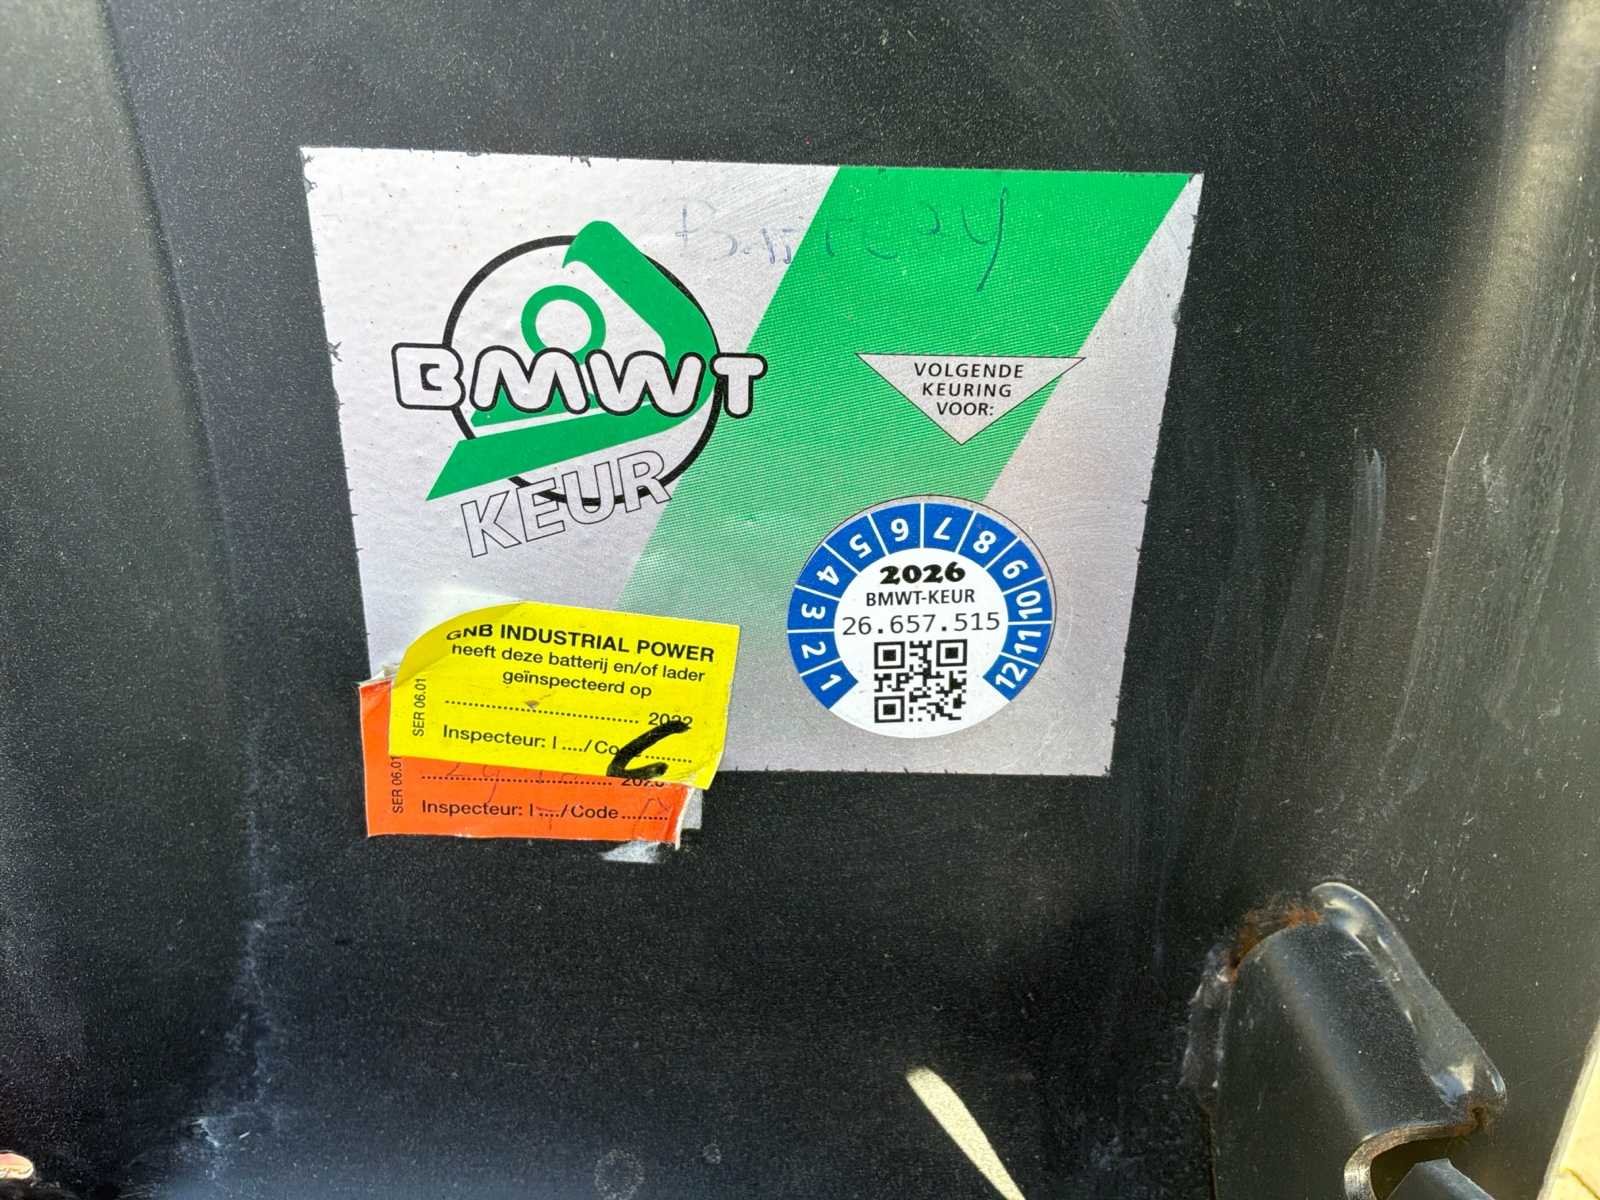 BMWT
KEUR
VOLGENDE
KEURING
VOOR:
1 2 3 4 5 6 7 8 9 10 11 12
2026
BMWT-KEUR
26.657.515
GNB INDUSTRIAL POWER
heeft deze batterij en/of lader
geïnspecteerd op
.................................. 2022
Inspecteur: I ..../Code..........
SER 06.01
Inspecteur: I ..../Code..........
SER 06.01